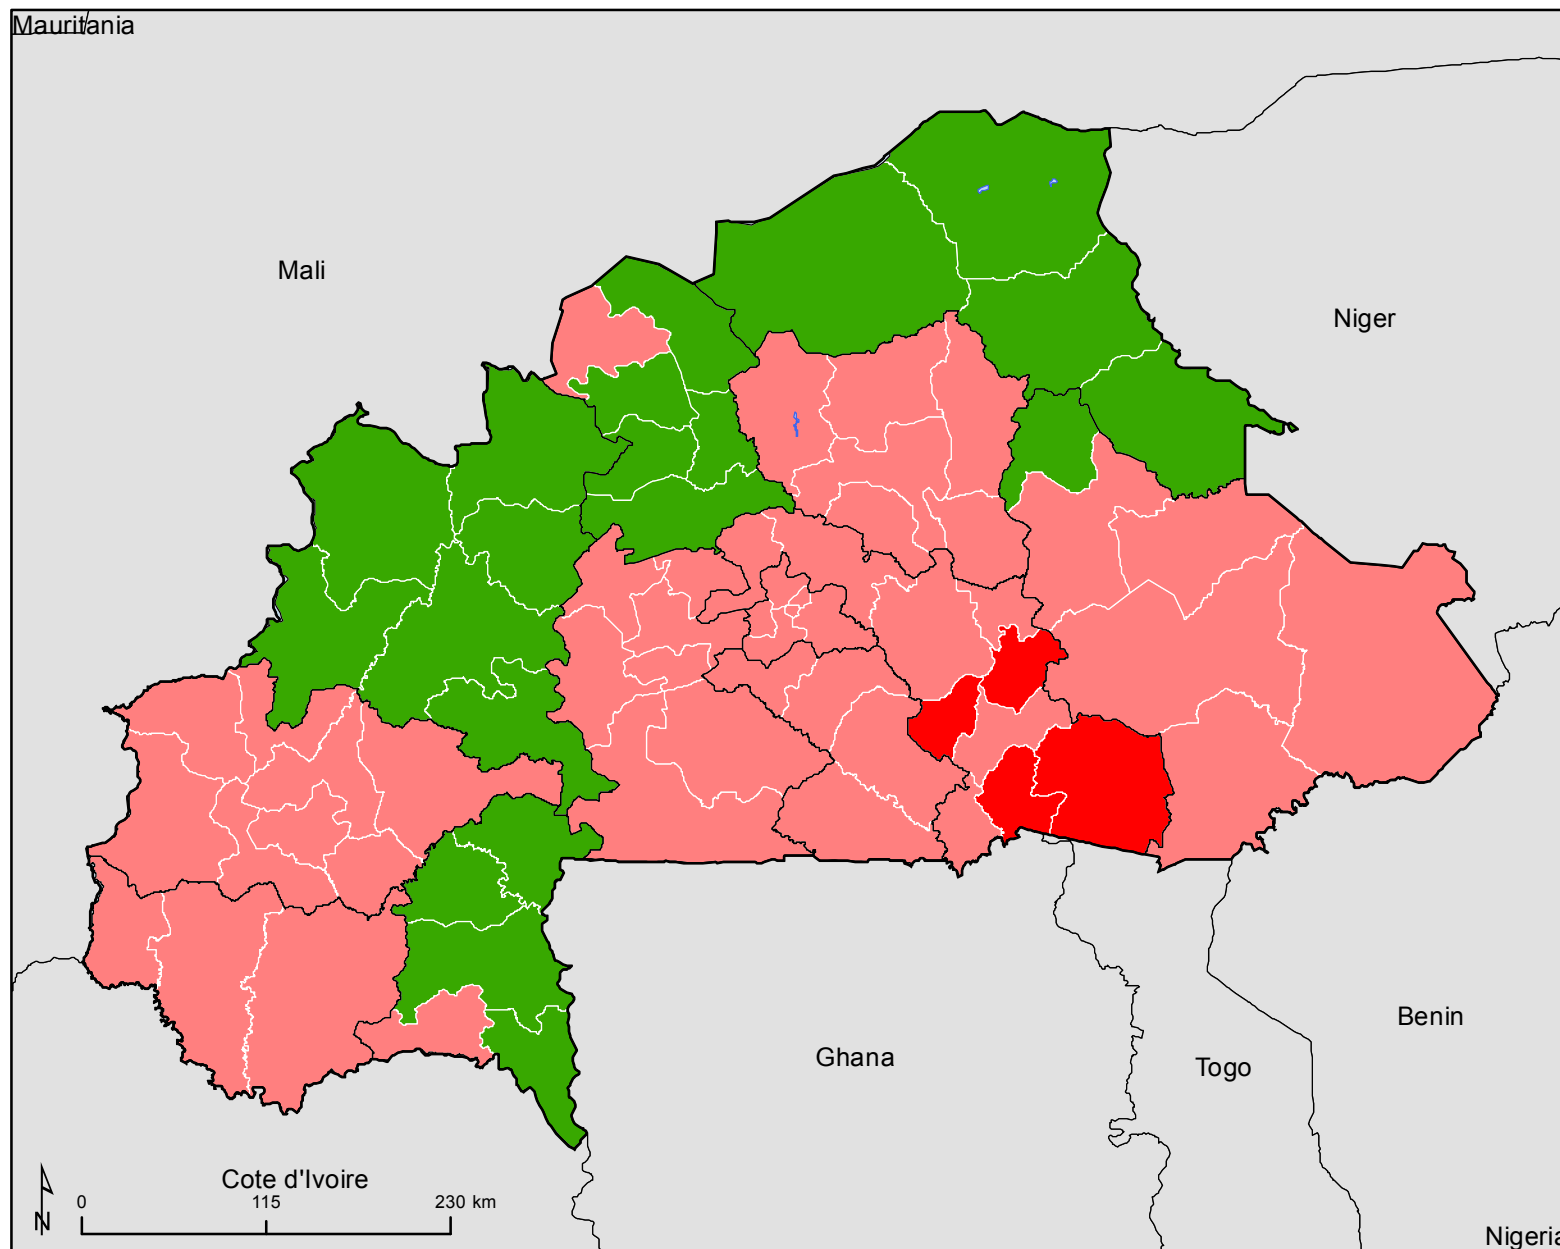 Mauritania
Mali
Niger
Benin
Ghana
Togo
Cote d'Ivoire
0 115 230 km
N
Nigeria